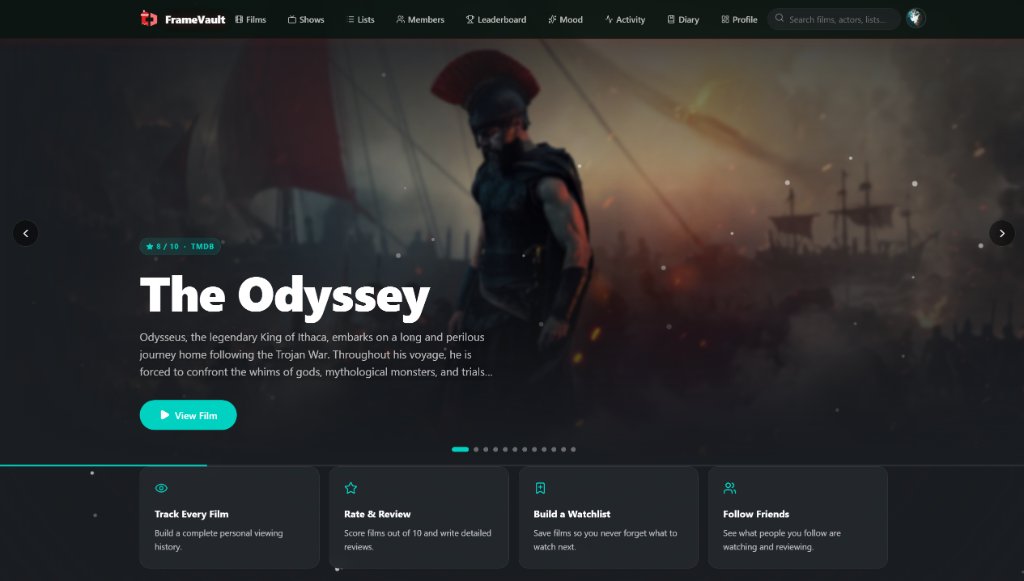 FrameVault
Films
Shows
Lists
Members
Leaderboard
Mood
Activity
Diary
Profile
Search films, actors, lists...
8 / 10 · TMDB
The Odyssey
Odysseus, the legendary King of Ithaca, embarks on a long and perilous
journey home following the Trojan War. Throughout his voyage, he is
forced to confront the whims of gods, mythological monsters, and trials...
View Film
Track Every Film
Build a complete personal viewing
history.
Rate & Review
Score films out of 10 and write detailed
reviews.
Build a Watchlist
Save films so you never forget what to
watch next.
Follow Friends
See what people you follow are
watching and reviewing.